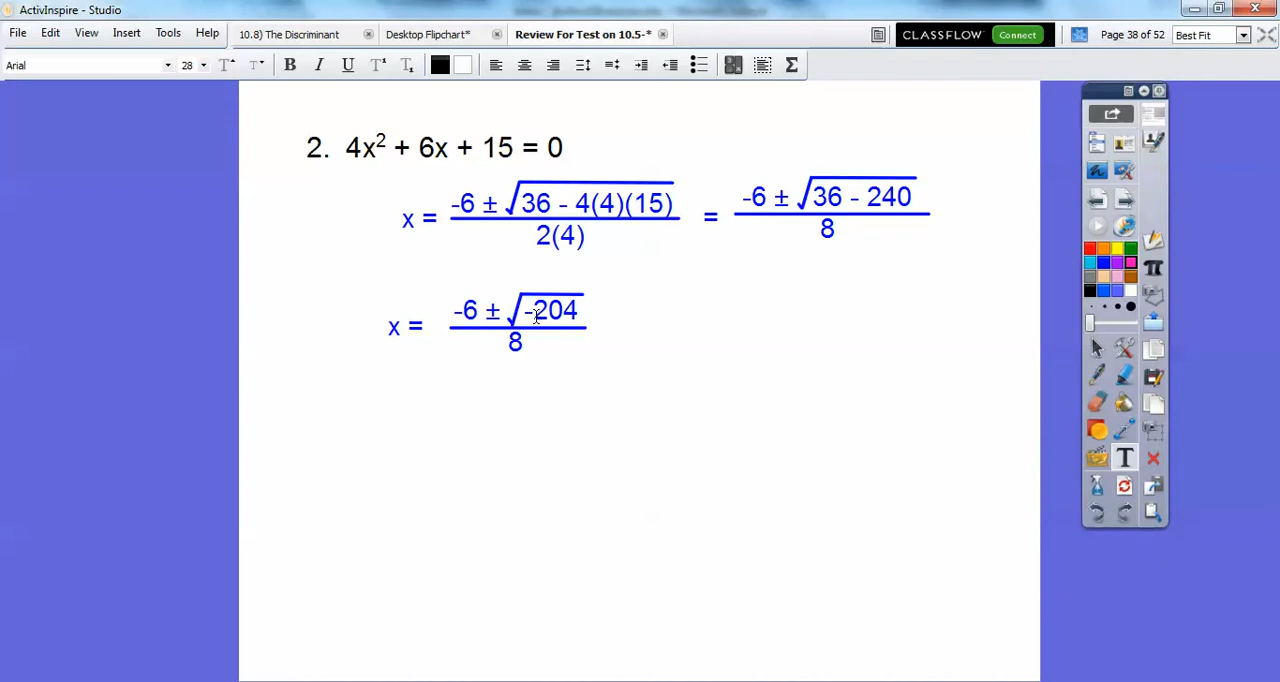 ActivInspire - Studio
File Edit View Insert Tools Help
10.8) The Discriminant Desktop Flipchart* Review For Test on 10.5-*
CLASSFLOW Connect
Page 38 of 52 Best Fit
Arial 28
2. 4x² + 6x + 15 = 0
x = -6 ± √36 - 4(4)(15) = -6 ± √36 - 240
2(4) 8
x = -6 ± √-204
8